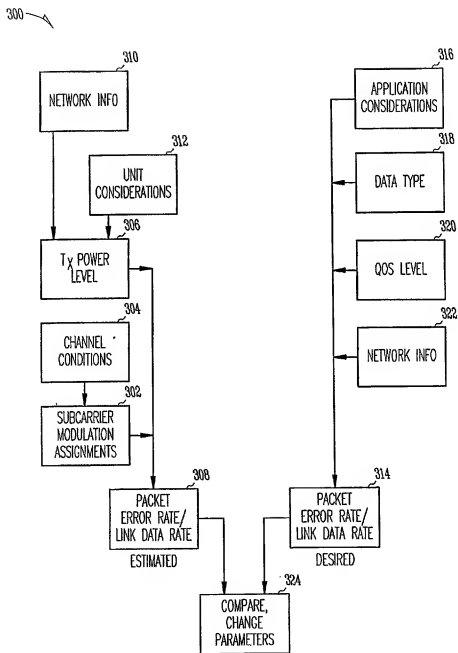 300
310
NETWORK INFO
312
UNIT
CONSIDERATIONS
306
Tx POWER
LEVEL
304
CHANNEL
CONDITIONS
302
SUBCARRIER
MODULATION
ASSIGNMENTS
308
PACKET
ERROR RATE/
LINK DATA RATE
ESTIMATED
316
APPLICATION
CONSIDERATIONS
318
DATA TYPE
320
QOS LEVEL
322
NETWORK INFO
314
PACKET
ERROR RATE/
LINK DATA RATE
DESIRED
324
COMPARE,
CHANGE
PARAMETERS